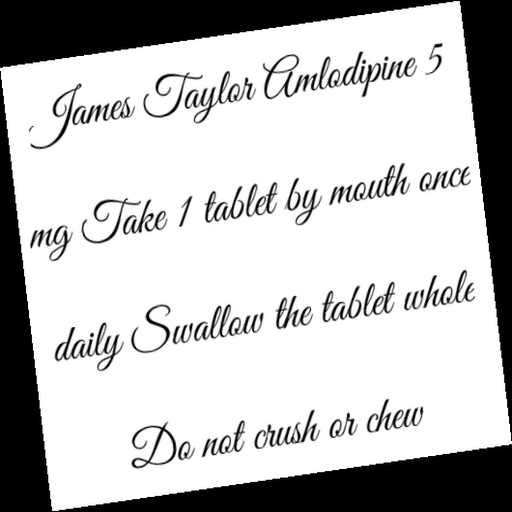 James Taylor Amlodipine 5
mg Take 1 tablet by mouth once
daily Swallow the tablet whole
Do not crush or chew